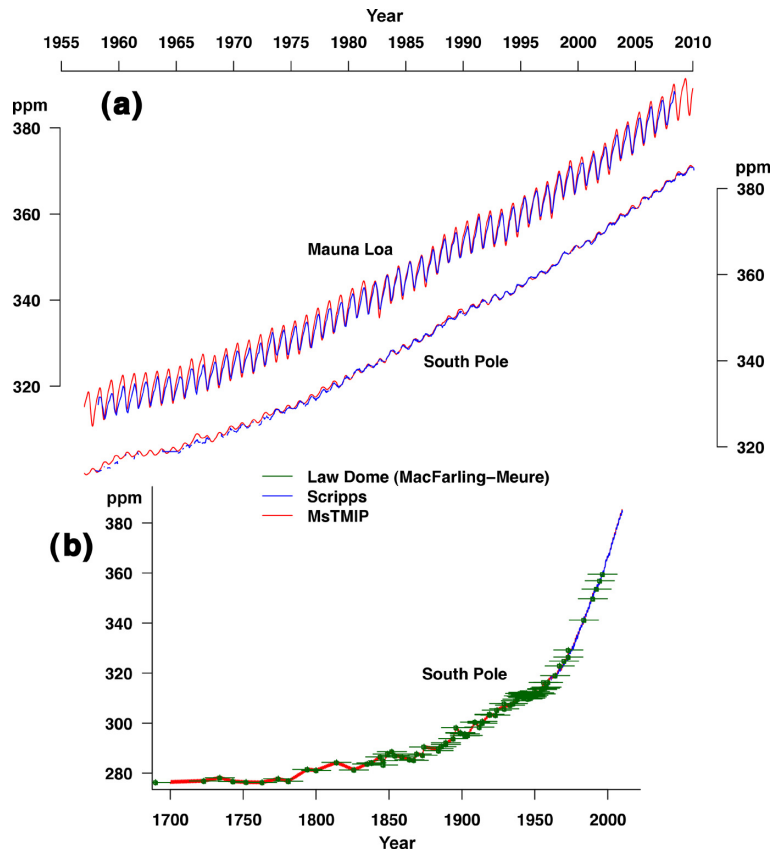 Year
1955 1960 1965 1970 1975 1980 1985 1990 1995 2000 2005 2010
(a)
ppm
380
360
340
320
ppm
380
360
340
320
Mauna Loa
South Pole
Law Dome (MacFarling−Meure)
Scripps
MsTMIP
ppm
(b)
380
360
340
320
300
280
South Pole
1700 1750 1800 1850 1900 1950 2000
Year